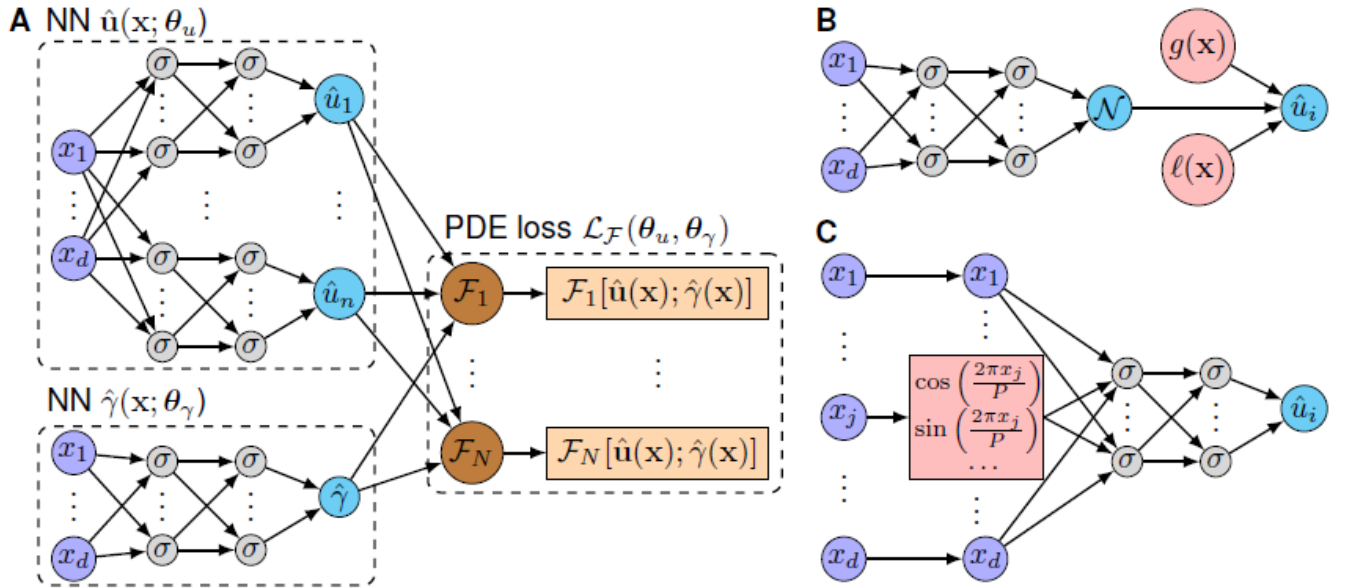 A NN û(x; θ_u)
σ σ
⋮ ⋮
σ σ
û_1
x_1
⋮ ⋮ ⋮
x_d
σ σ
⋮ ⋮
σ σ
û_n
NN γ̂(x; θ_γ)
x_1 σ σ
⋮ ⋮ ⋮
x_d σ σ
γ̂
PDE loss ℒ_ℱ(θ_u, θ_γ)
ℱ_1 ℱ_1[û(x); γ̂(x)]
⋮ ⋮
ℱ_N ℱ_N[û(x); γ̂(x)]
B
x_1 σ σ
⋮ ⋮ ⋮
x_d σ σ
𝒩
g(x)
û_i
ℓ(x)
C
x_1 x_1
⋮ ⋮
x_j
cos (2πx_j/P)
sin (2πx_j/P)
⋯
⋮ ⋮
x_d x_d
σ σ
⋮ ⋮
σ σ
û_i